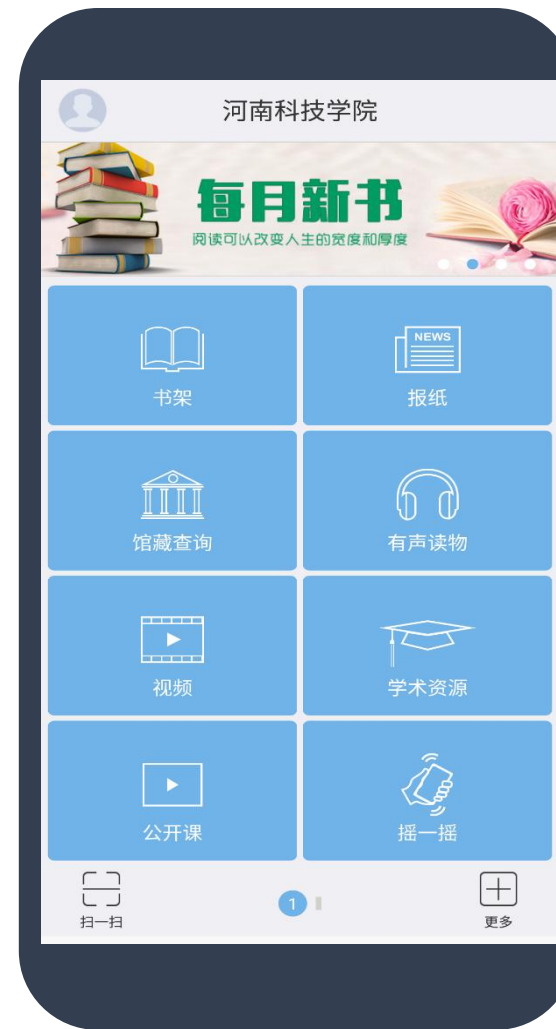 河南科技学院
每月新书
阅读可以改变人生的宽度和厚度
书架
NEWS
报纸
馆藏查询
有声读物
视频
学术资源
公开课
摇一摇
扫一扫
1
更多